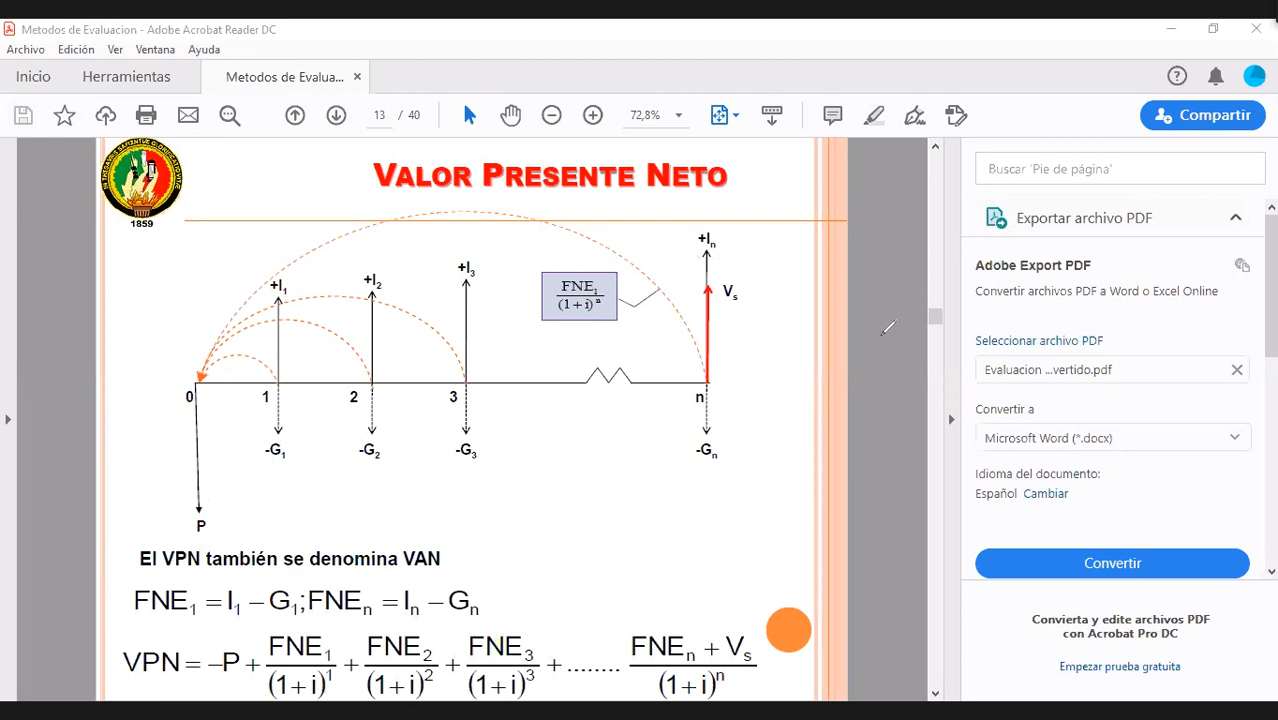 Metodos de Evaluacion - Adobe Acrobat Reader DC
Archivo Edición Ver Ventana Ayuda
Inicio Herramientas Metodos de Evalua... ×
13 / 40 72,8% Compartir
VALOR PRESENTE NETO
1859
+I1
+I2
+I3
+In
FNE1
(1+i)^n
Vs
0 1 2 3 n
-G1 -G2 -G3 -Gn
P
El VPN también se denomina VAN
FNE1 = I1 – G1; FNEn = In – Gn
VPN = –P + FNE1/(1+i)^1 + FNE2/(1+i)^2 + FNE3/(1+i)^3 + ........ FNEn + Vs/(1+i)^n
Buscar 'Pie de página'
Exportar archivo PDF
Adobe Export PDF
Convertir archivos PDF a Word o Excel Online
Seleccionar archivo PDF
Evaluacion ...vertido.pdf
Convertir a
Microsoft Word (*.docx)
Idioma del documento:
Español Cambiar
Convertir
Convierta y edite archivos PDF
con Acrobat Pro DC
Empezar prueba gratuita